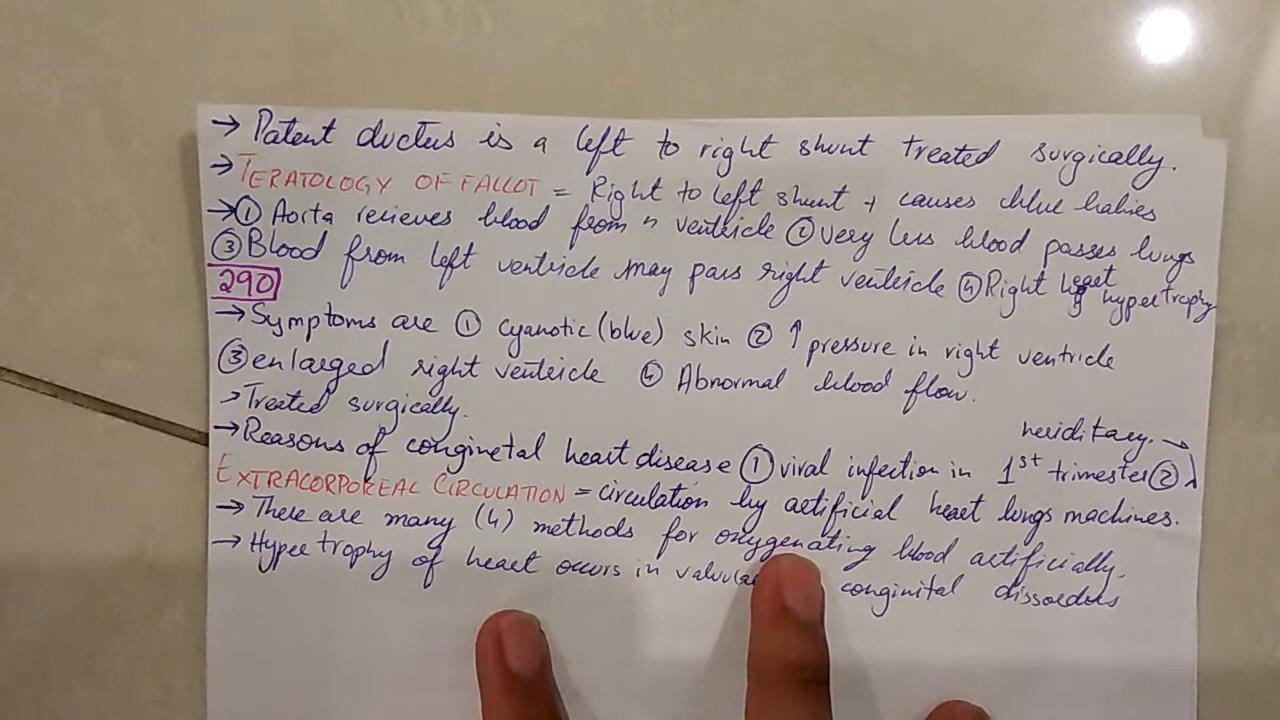 → Patent ductus is a left to right shunt treated surgically.
→ TERATOLOGY OF FALLOT = Right to left shunt + causes blue babies
→ ① Aorta recieves blood from " ventricle ② very less blood passes lungs
③ Blood from left ventricle may pass right ventricle ④ Right heart hypertrophy
290
→ Symptoms are ① cyanotic (blue) skin ② ↑ pressure in right ventricle
③ enlarged right ventricle ④ Abnormal blood flow.
→ Treated surgically.
hereditary. →
→ Reasons of conginetal heart disease ① viral infection in 1st trimester ②
EXTRACORPOREAL CIRCULATION = circulation by artificial heart lungs machines.
→ There are many (4) methods for oxygenating blood artificially.
→ Hypertrophy of heart occurs in conginital dissordors